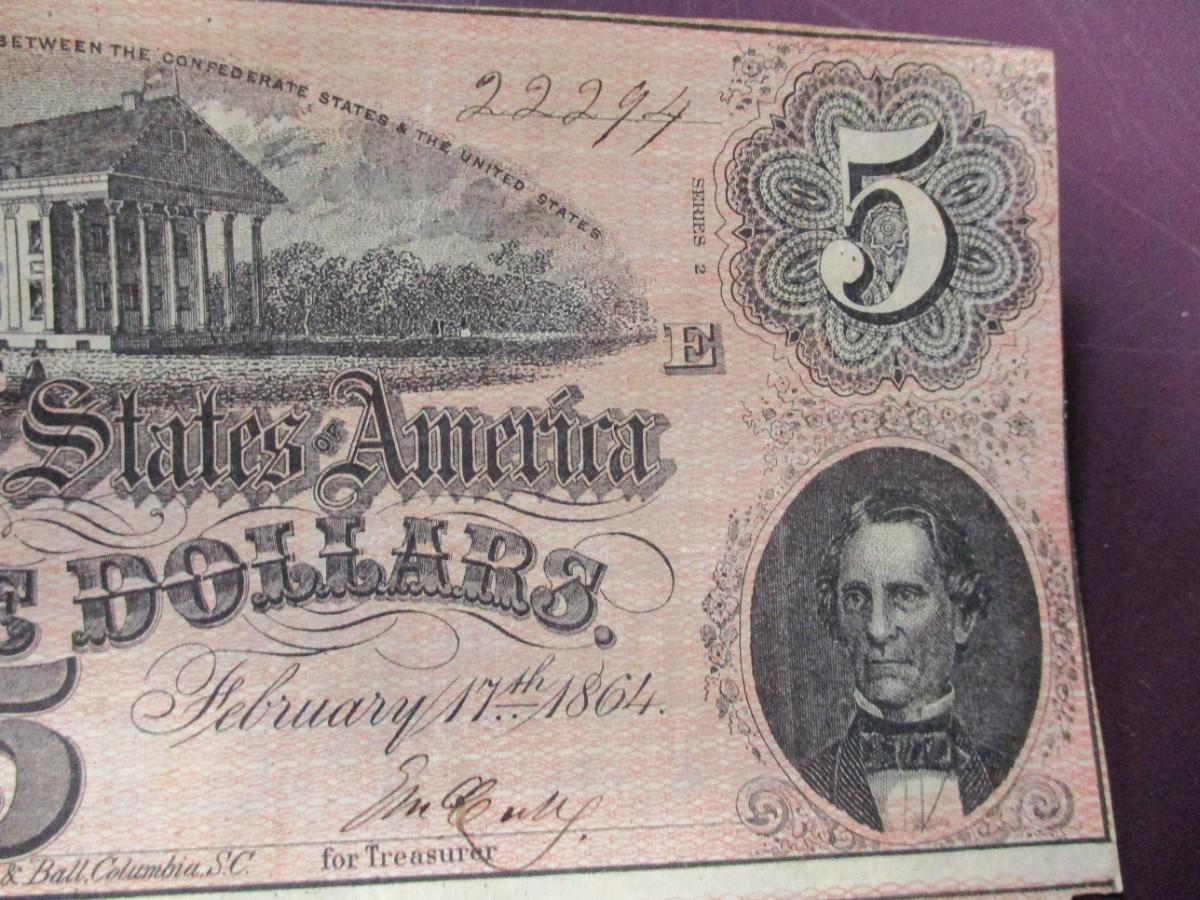 BETWEEN THE CONFEDERATE STATES & THE UNITED STATES
22294
5
SERIES 2
E
States OF America
E DOLLARS.
February 17th 1864.
5
& Ball, Columbia, S.C.
for Treasurer